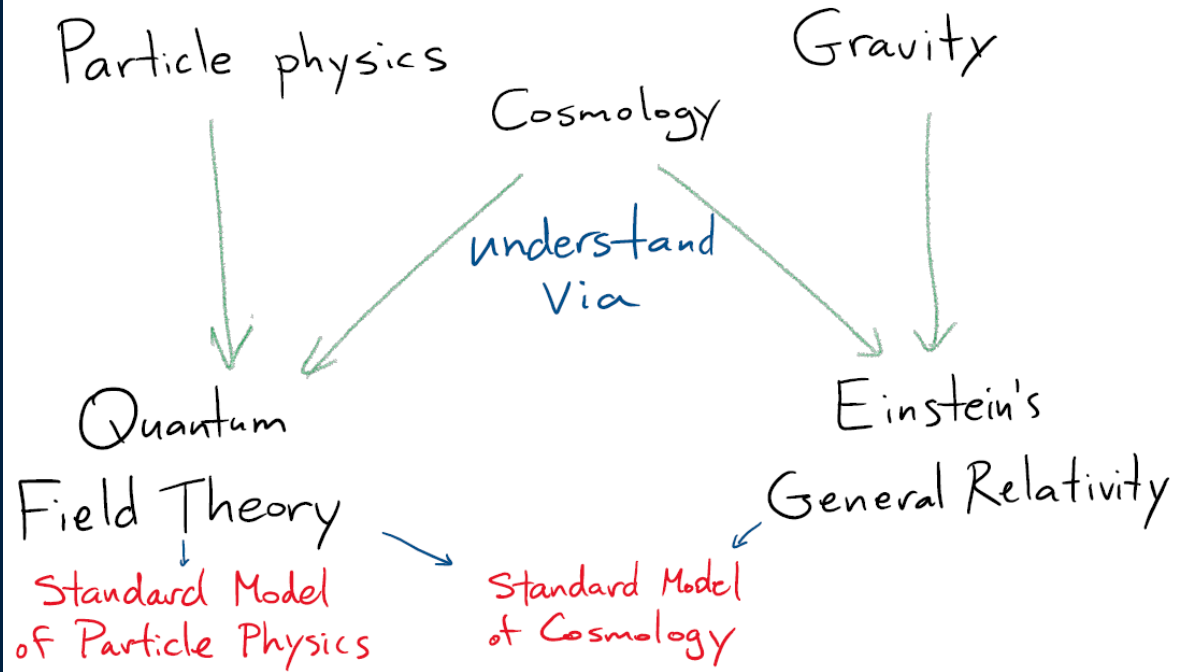 Particle physics
Gravity
Cosmology
understand
Via
Quantum
Field Theory
Einstein's
General Relativity
Standard Model
of Particle Physics
Standard Model
of Cosmology